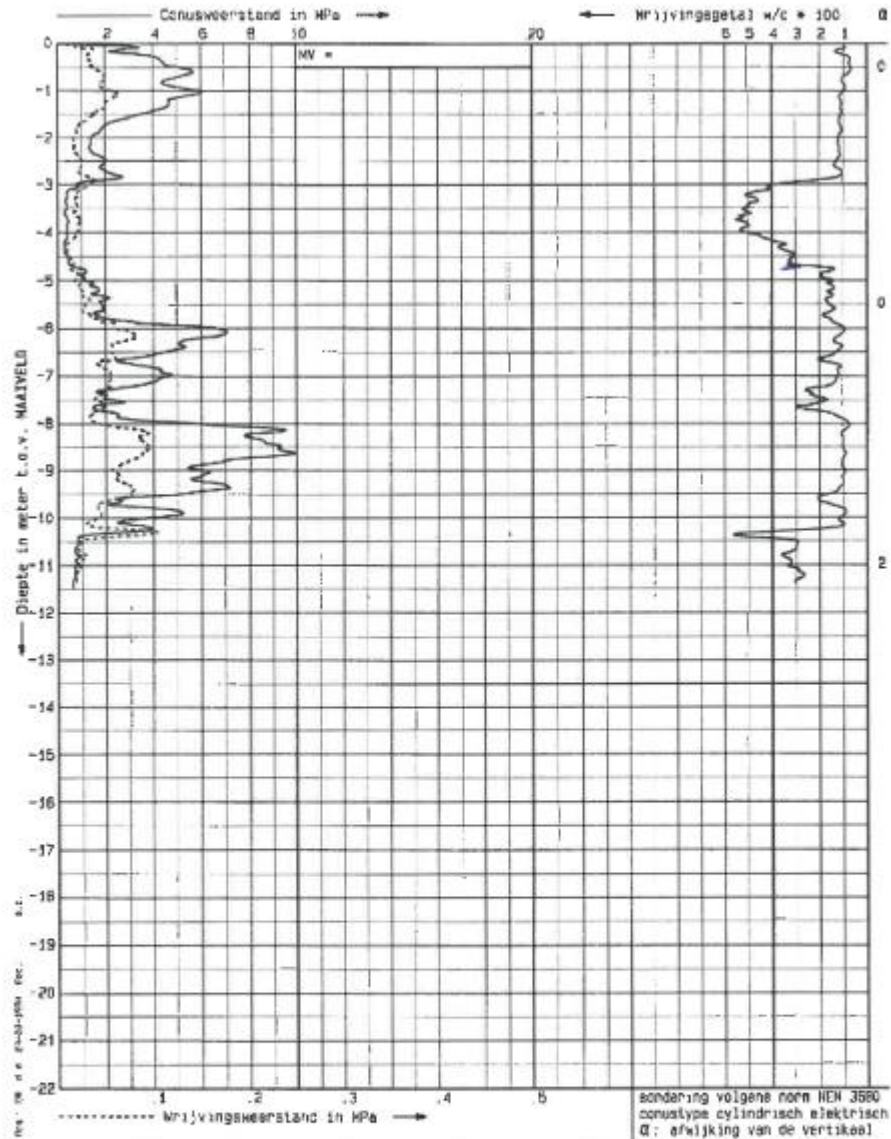 Conusweerstand in MPa
Wrijvingsgetal w/c * 100
α
2 4 6 8 10 20 6 5 4 3 2 1
MV =
0
-1
-2
-3
-4
-5
-6
-7
-8
-9
-10
-11
-12
-13
-14
-15
-16
-17
-18
-19
-20
-21
-22
0
0
2
Diepte in meter t.o.v. MAAIVELD
.1 .2 .3 .4 .5
Wrijvingsweerstand in MPa
sondering volgens norm NEN 3680
conustype cylindrisch elektrisch
α: afwijking van de vertikaal